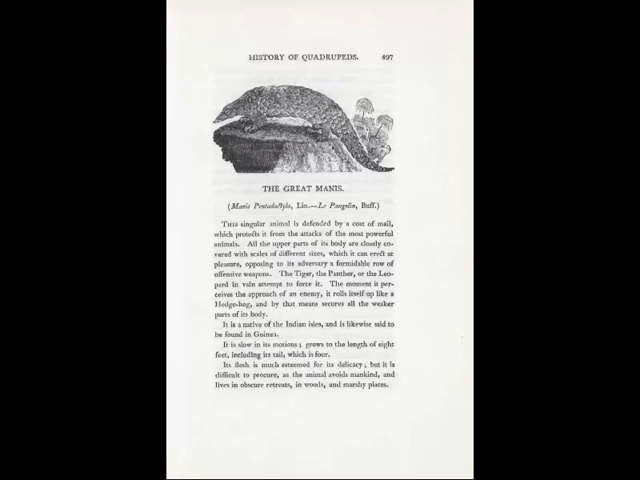 HISTORY OF QUADRUPEDS. 497
THE GREAT MANIS.
(Manis Pentadactyla, Lin.—Le Pangolin, Buff.)
This singular animal is defended by a coat of mail,
which protects it from the attacks of the most powerful
animals. All the upper parts of its body are closely co-
vered with scales of different sizes, which it can erect at
pleasure, opposing to its adversary a formidable row of
offensive weapons. The Tiger, the Panther, or the Leo-
pard in vain attempt to force it. The moment it per-
ceives the approach of an enemy, it rolls itself up like a
Hedge-hog, and by that means secures all the weaker
parts of its body.
It is a native of the Indian isles, and is likewise said to
be found in Guinea.
It is slow in its motions; grows to the length of eight
feet, including its tail, which is four.
Its flesh is much esteemed for its delicacy; but it is
difficult to procure, as the animal avoids mankind, and
lives in obscure retreats, in woods, and marshy places.